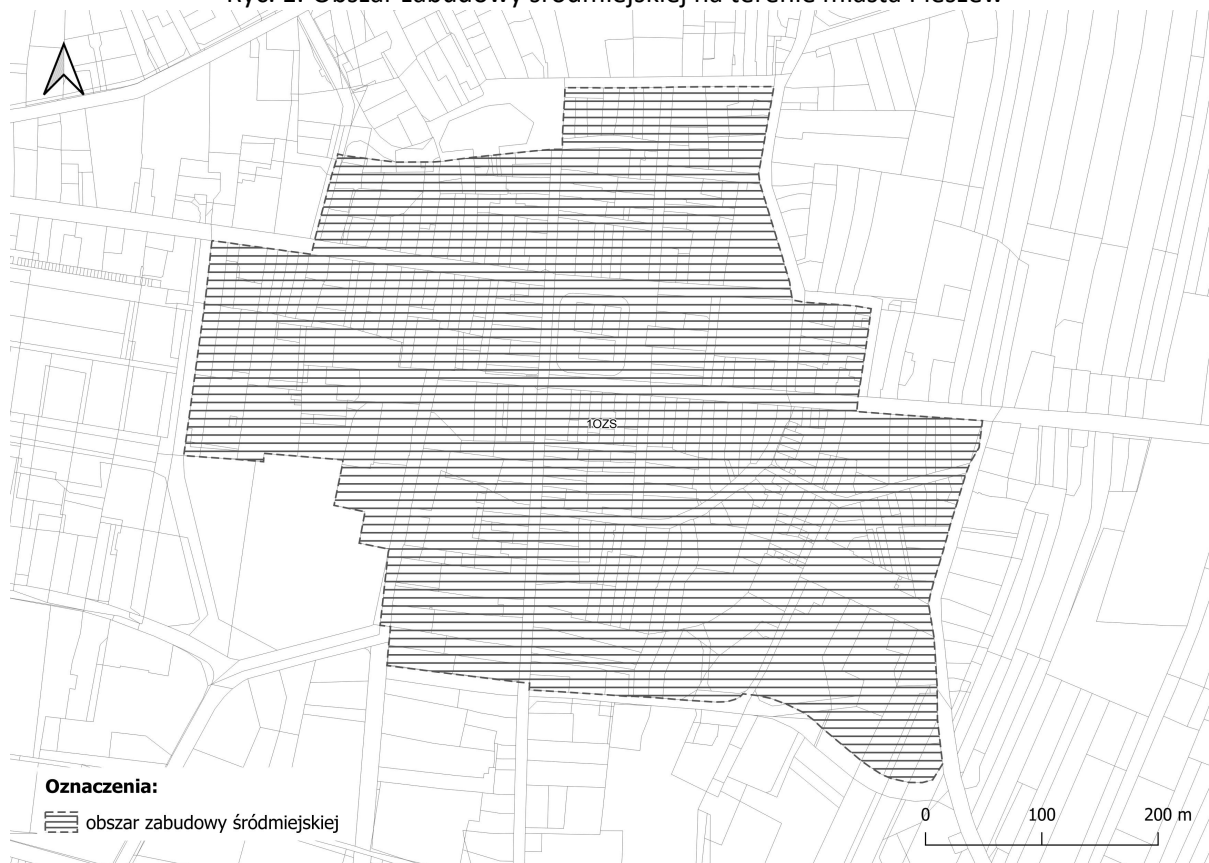 obszar zabudowy śródmiejskiej na terenie miasta
1OZS
Oznaczenia:
obszar zabudowy śródmiejskiej
0 100 200 m